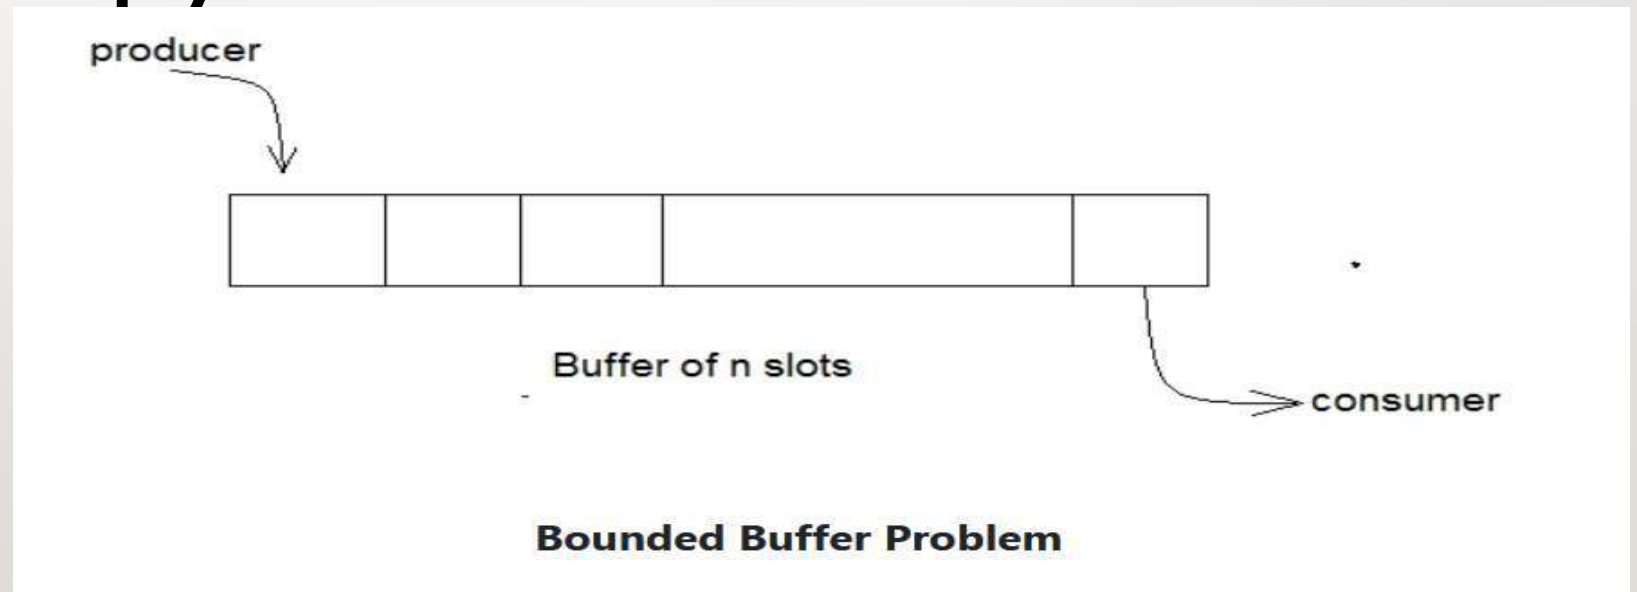 producer
Buffer of n slots
consumer
Bounded Buffer Problem